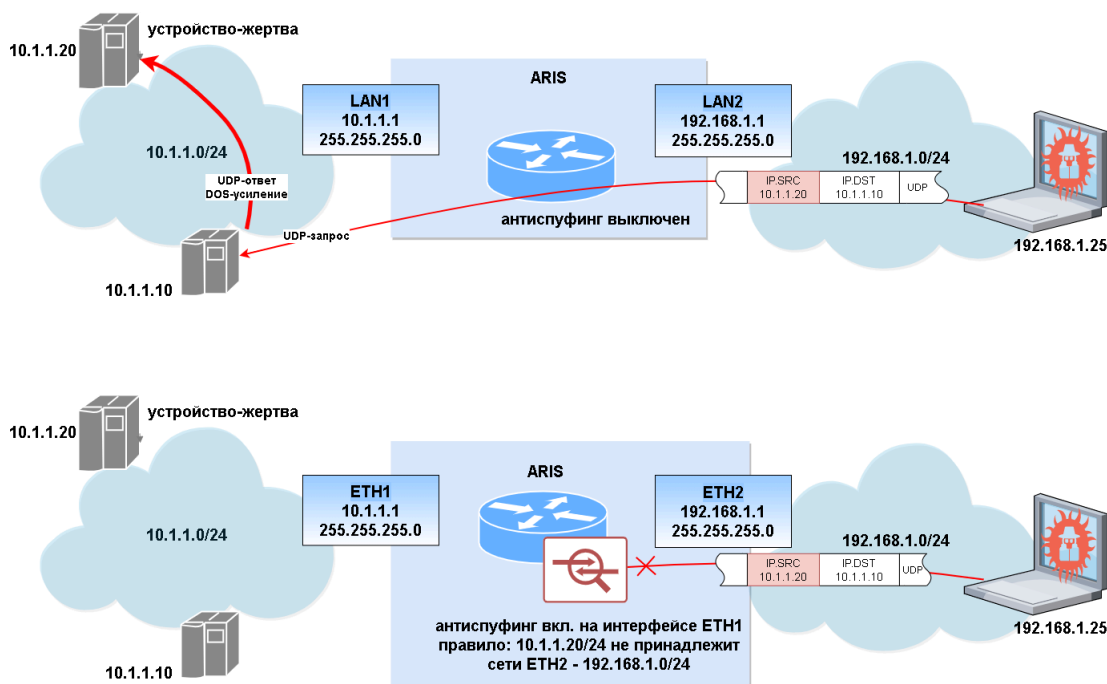 устройство-жертва
10.1.1.20
ARIS
LAN1
10.1.1.1
255.255.255.0
LAN2
192.168.1.1
255.255.255.0
10.1.1.0/24
192.168.1.0/24
IP.SRC
10.1.1.20
IP.DST
10.1.1.10
UDP
UDP-ответ
DOS-усиление
антиспуфинг выключен
UDP-запрос
192.168.1.25
10.1.1.10
устройство-жертва
10.1.1.20
ARIS
ETH1
10.1.1.1
255.255.255.0
ETH2
192.168.1.1
255.255.255.0
10.1.1.0/24
192.168.1.0/24
IP.SRC
10.1.1.20
IP.DST
10.1.1.10
UDP
антиспуфинг вкл. на интерфейсе ETH1
правило: 10.1.1.20/24 не принадлежит
сети ETH2 - 192.168.1.0/24
192.168.1.25
10.1.1.10